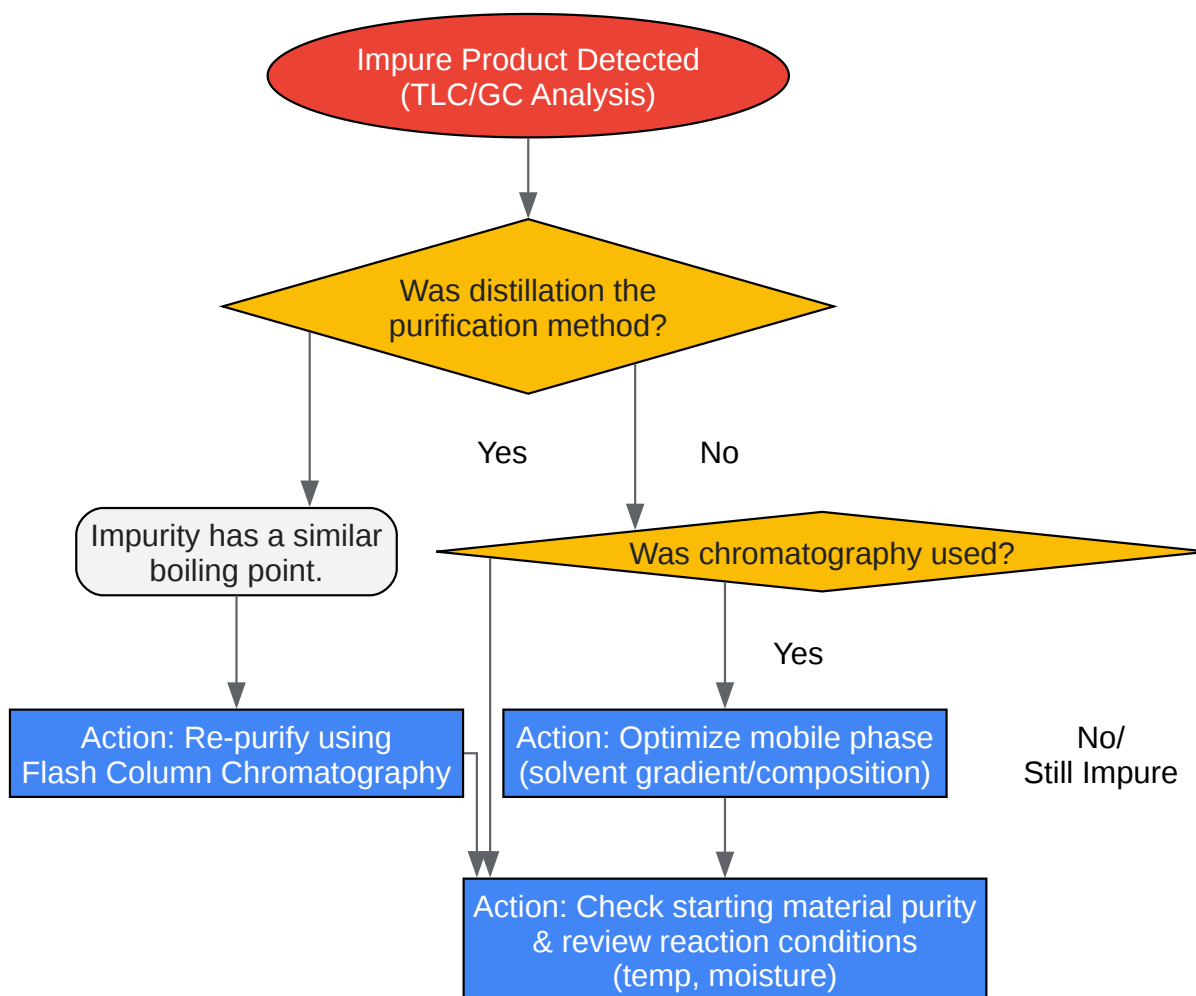 Impure Product Detected
(TLC/GC Analysis)
Was distillation the
purification method?
Yes
No
Impurity has a similar
boiling point.
Was chromatography used?
Yes
Action: Re-purify using
Flash Column Chromatography
Action: Optimize mobile phase
(solvent gradient/composition)
No/
Still Impure
Action: Check starting material purity
& review reaction conditions
(temp, moisture)